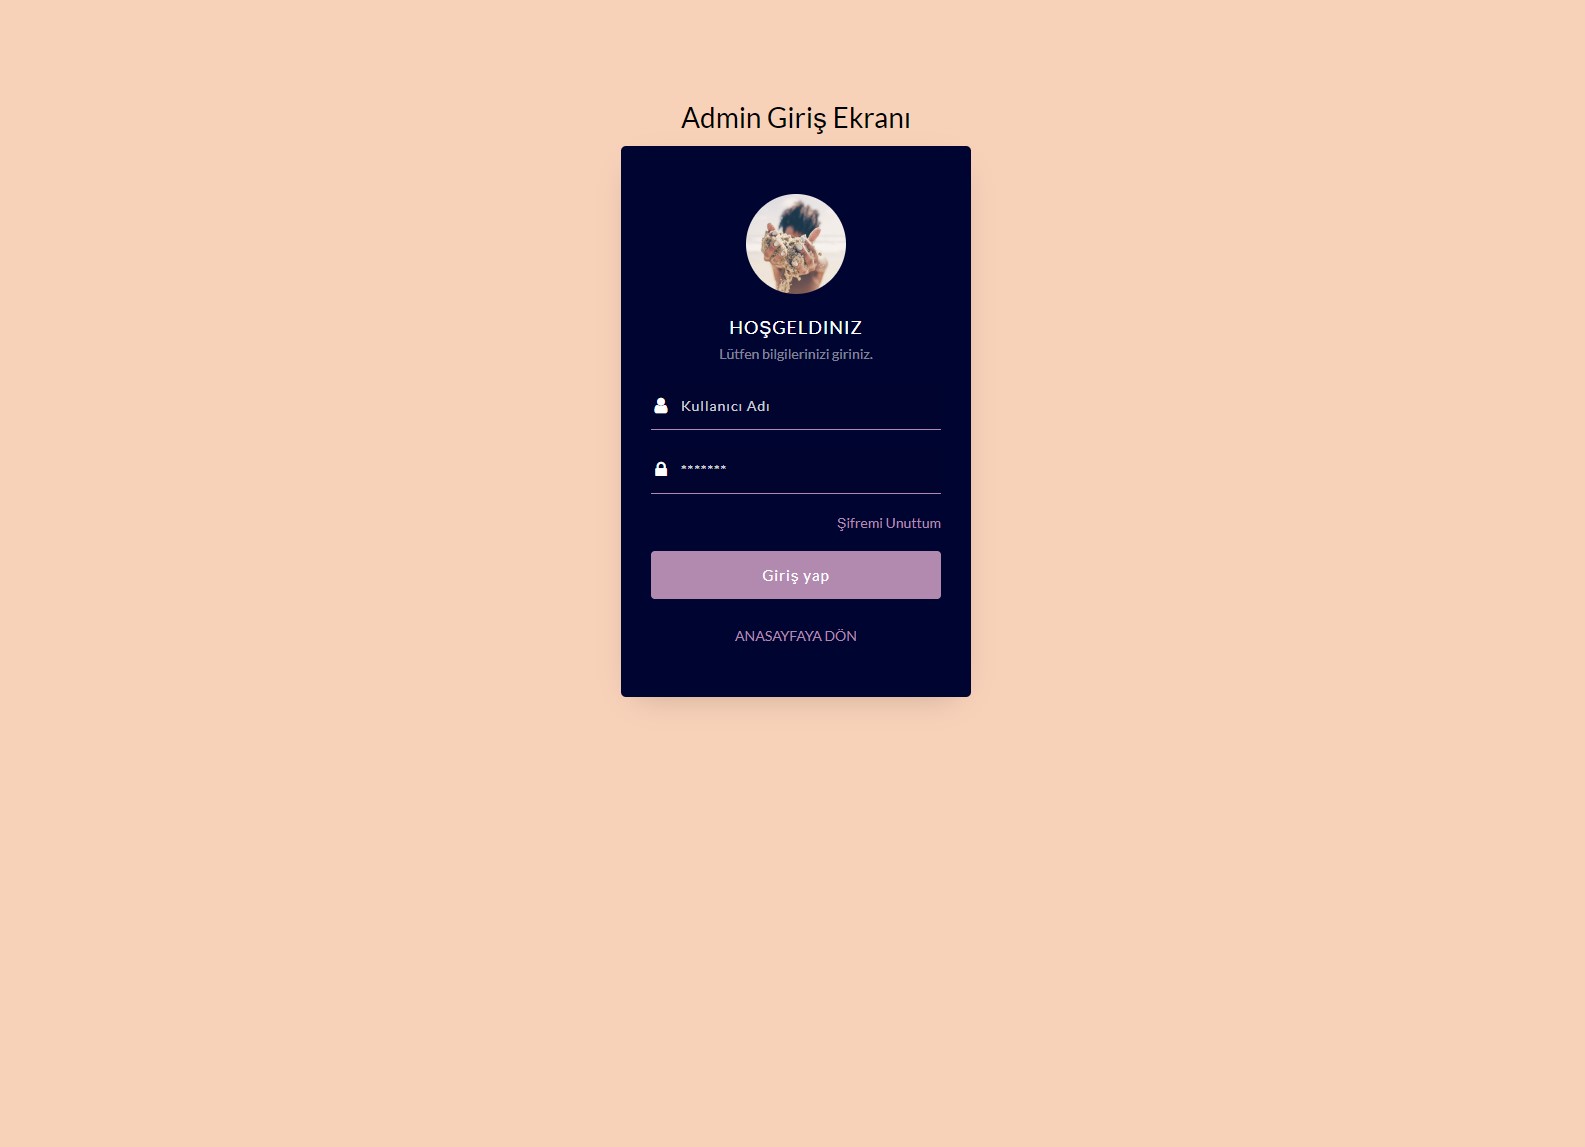 Admin Giriş Ekranı
HOŞGELDINIZ
Lütfen bilgilerinizi giriniz.
Kullanıcı Adı
*******
Şifremi Unuttum
Giriş yap
ANASAYFAYA DÖN